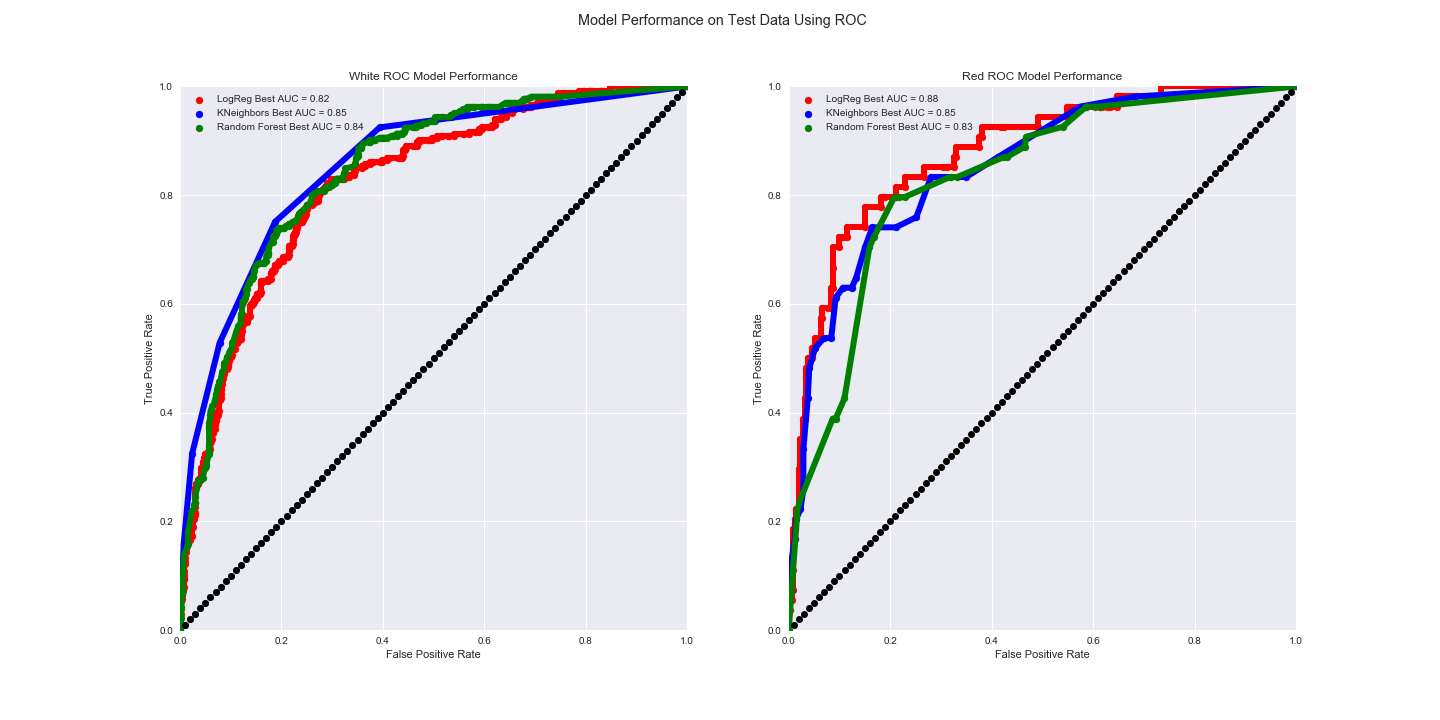 Model Performance on Test Data Using ROC
White ROC Model Performance
LogReg Best AUC = 0.82
KNeighbors Best AUC = 0.85
Random Forest Best AUC = 0.84
1.0
0.8
0.6
0.4
0.2
0.0
True Positive Rate
0.0 0.2 0.4 0.6 0.8 1.0
False Positive Rate
Red ROC Model Performance
LogReg Best AUC = 0.88
KNeighbors Best AUC = 0.85
Random Forest Best AUC = 0.83
1.0
0.8
0.6
0.4
0.2
0.0
True Positive Rate
0.0 0.2 0.4 0.6 0.8 1.0
False Positive Rate